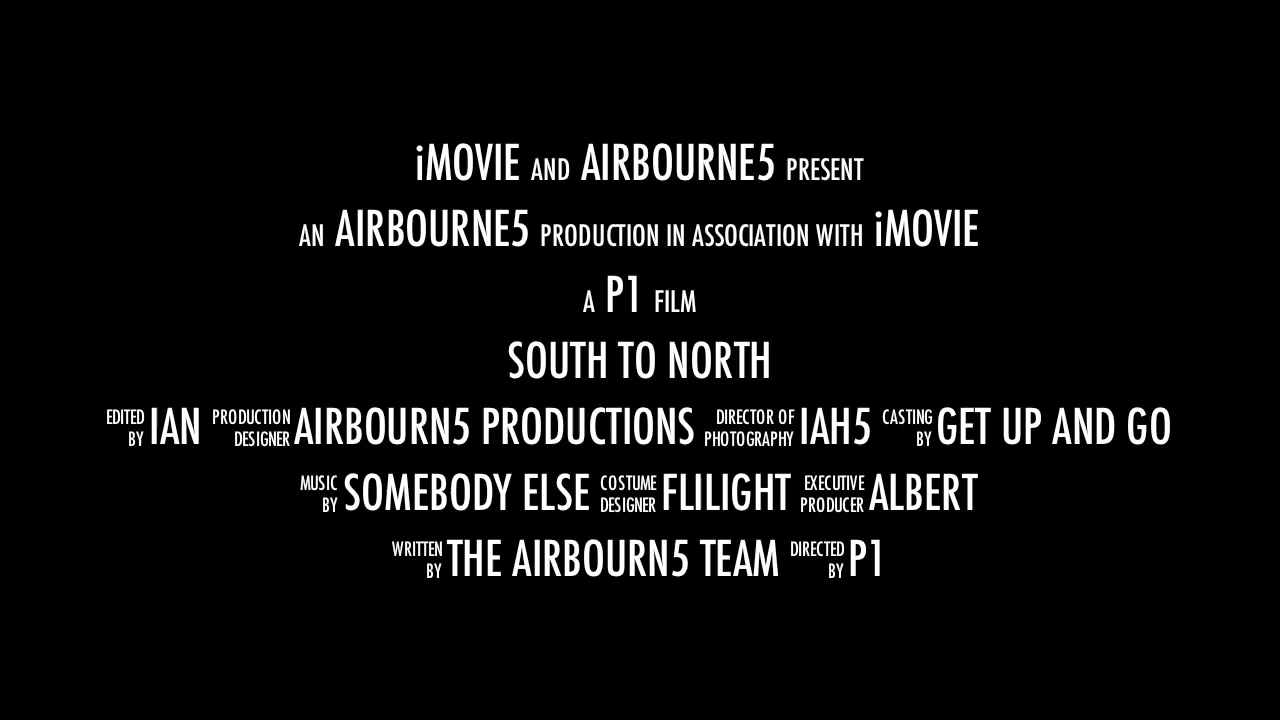 iMOVIE AND AIRBOURNE5 PRESENT
AN AIRBOURNE5 PRODUCTION IN ASSOCIATION WITH iMOVIE
A P1 FILM
SOUTH TO NORTH
EDITED BY IAN PRODUCTION DESIGNER AIRBOURN5 PRODUCTIONS DIRECTOR OF PHOTOGRAPHY IAH5 CASTING BY GET UP AND GO
MUSIC BY SOMEBODY ELSE COSTUME DESIGNER FLILIGHT EXECUTIVE PRODUCER ALBERT
WRITTEN BY THE AIRBOURN5 TEAM DIRECTED BY P1